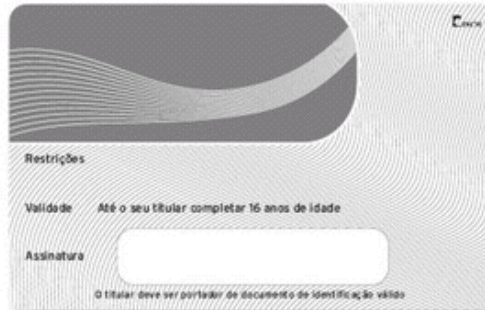 Restrições
Validade Até o seu titular completar 16 anos de idade
Assinatura
O titular deve ser portador de documento de identificação válido